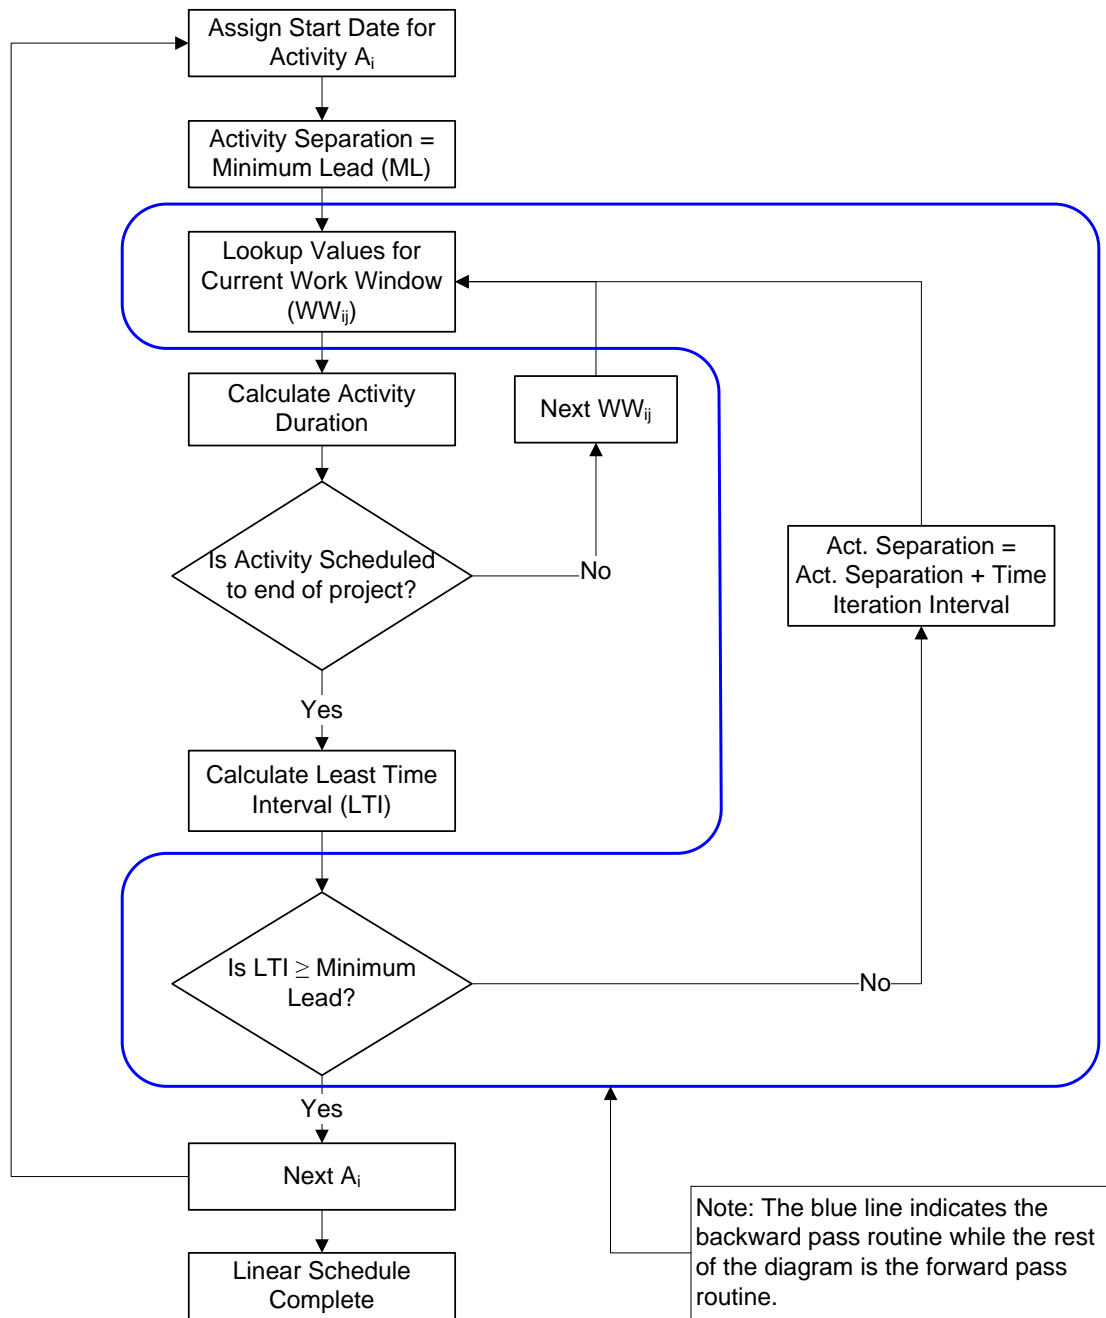 Assign Start Date for
Activity Ai
Activity Separation =
Minimum Lead (ML)
Lookup Values for
Current Work Window
(WWij)
Calculate Activity
Duration
Next WWij
Is Activity Scheduled
to end of project?
No
Act. Separation =
Act. Separation + Time
Iteration Interval
Yes
Calculate Least Time
Interval (LTI)
Is LTI ≥ Minimum
Lead?
No
Yes
Next Ai
Note: The blue line indicates the
backward pass routine while the rest
of the diagram is the forward pass
routine.
Linear Schedule
Complete